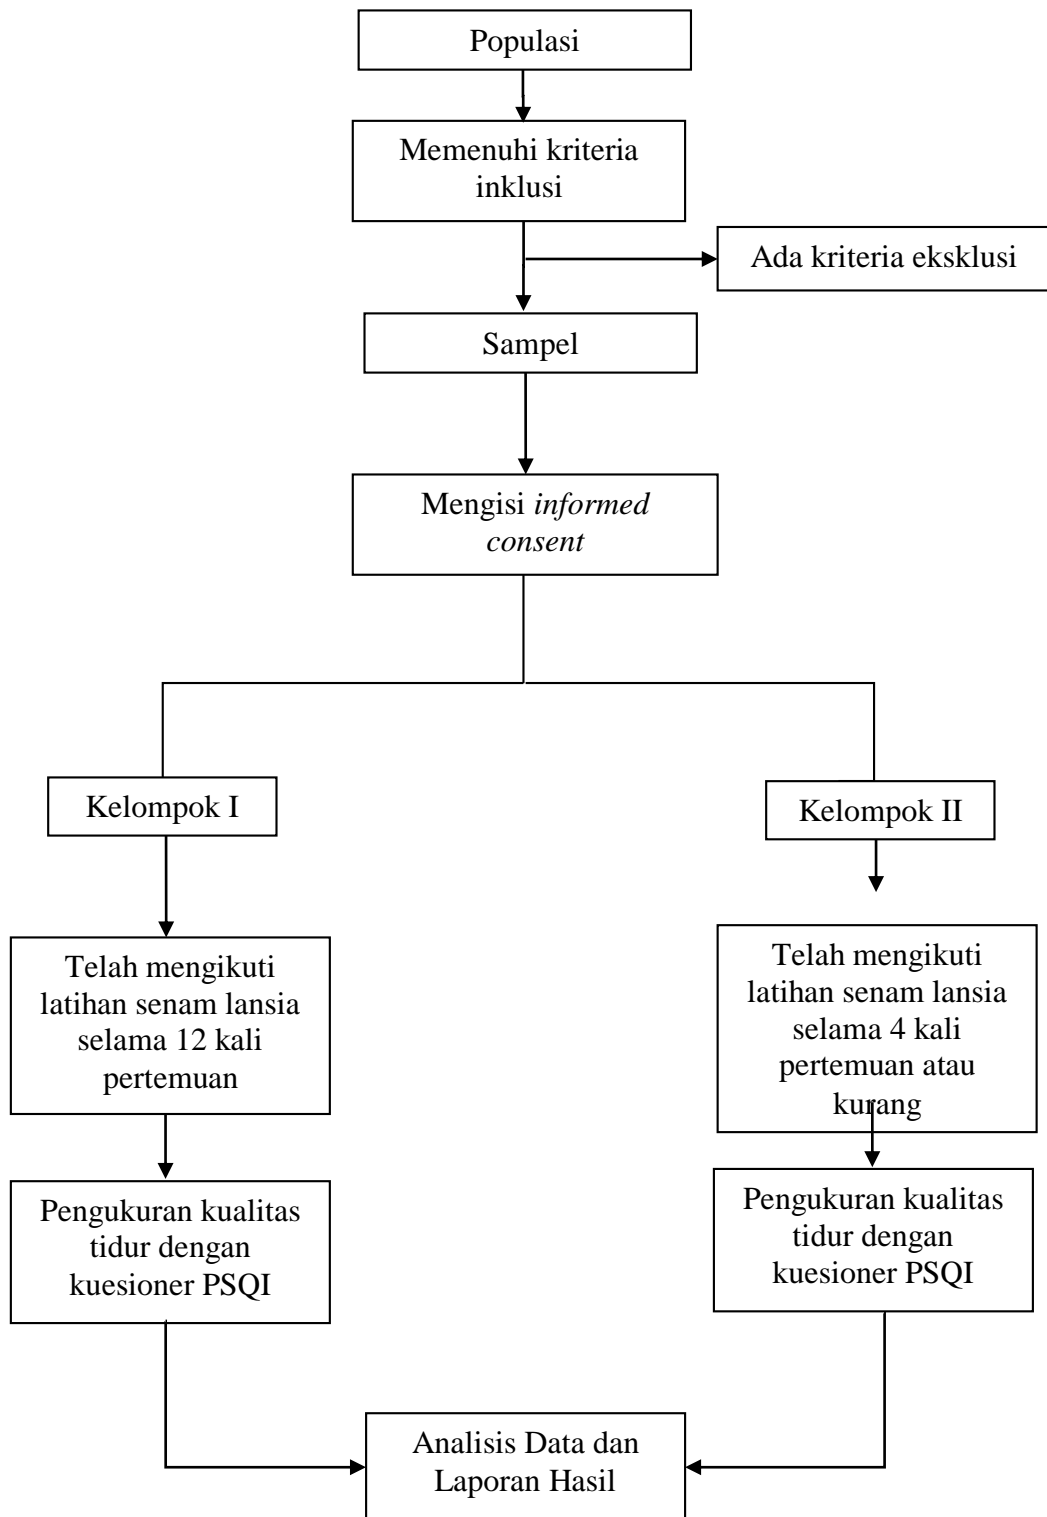 Populasi
Memenuhi kriteria
inklusi
Ada kriteria eksklusi
Sampel
Mengisi informed
consent
Kelompok I
Kelompok II
Telah mengikuti
latihan senam lansia
selama 12 kali
pertemuan
Telah mengikuti
latihan senam lansia
selama 4 kali
pertemuan atau
kurang
Pengukuran kualitas
tidur dengan
kuesioner PSQI
Pengukuran kualitas
tidur dengan
kuesioner PSQI
Analisis Data dan
Laporan Hasil